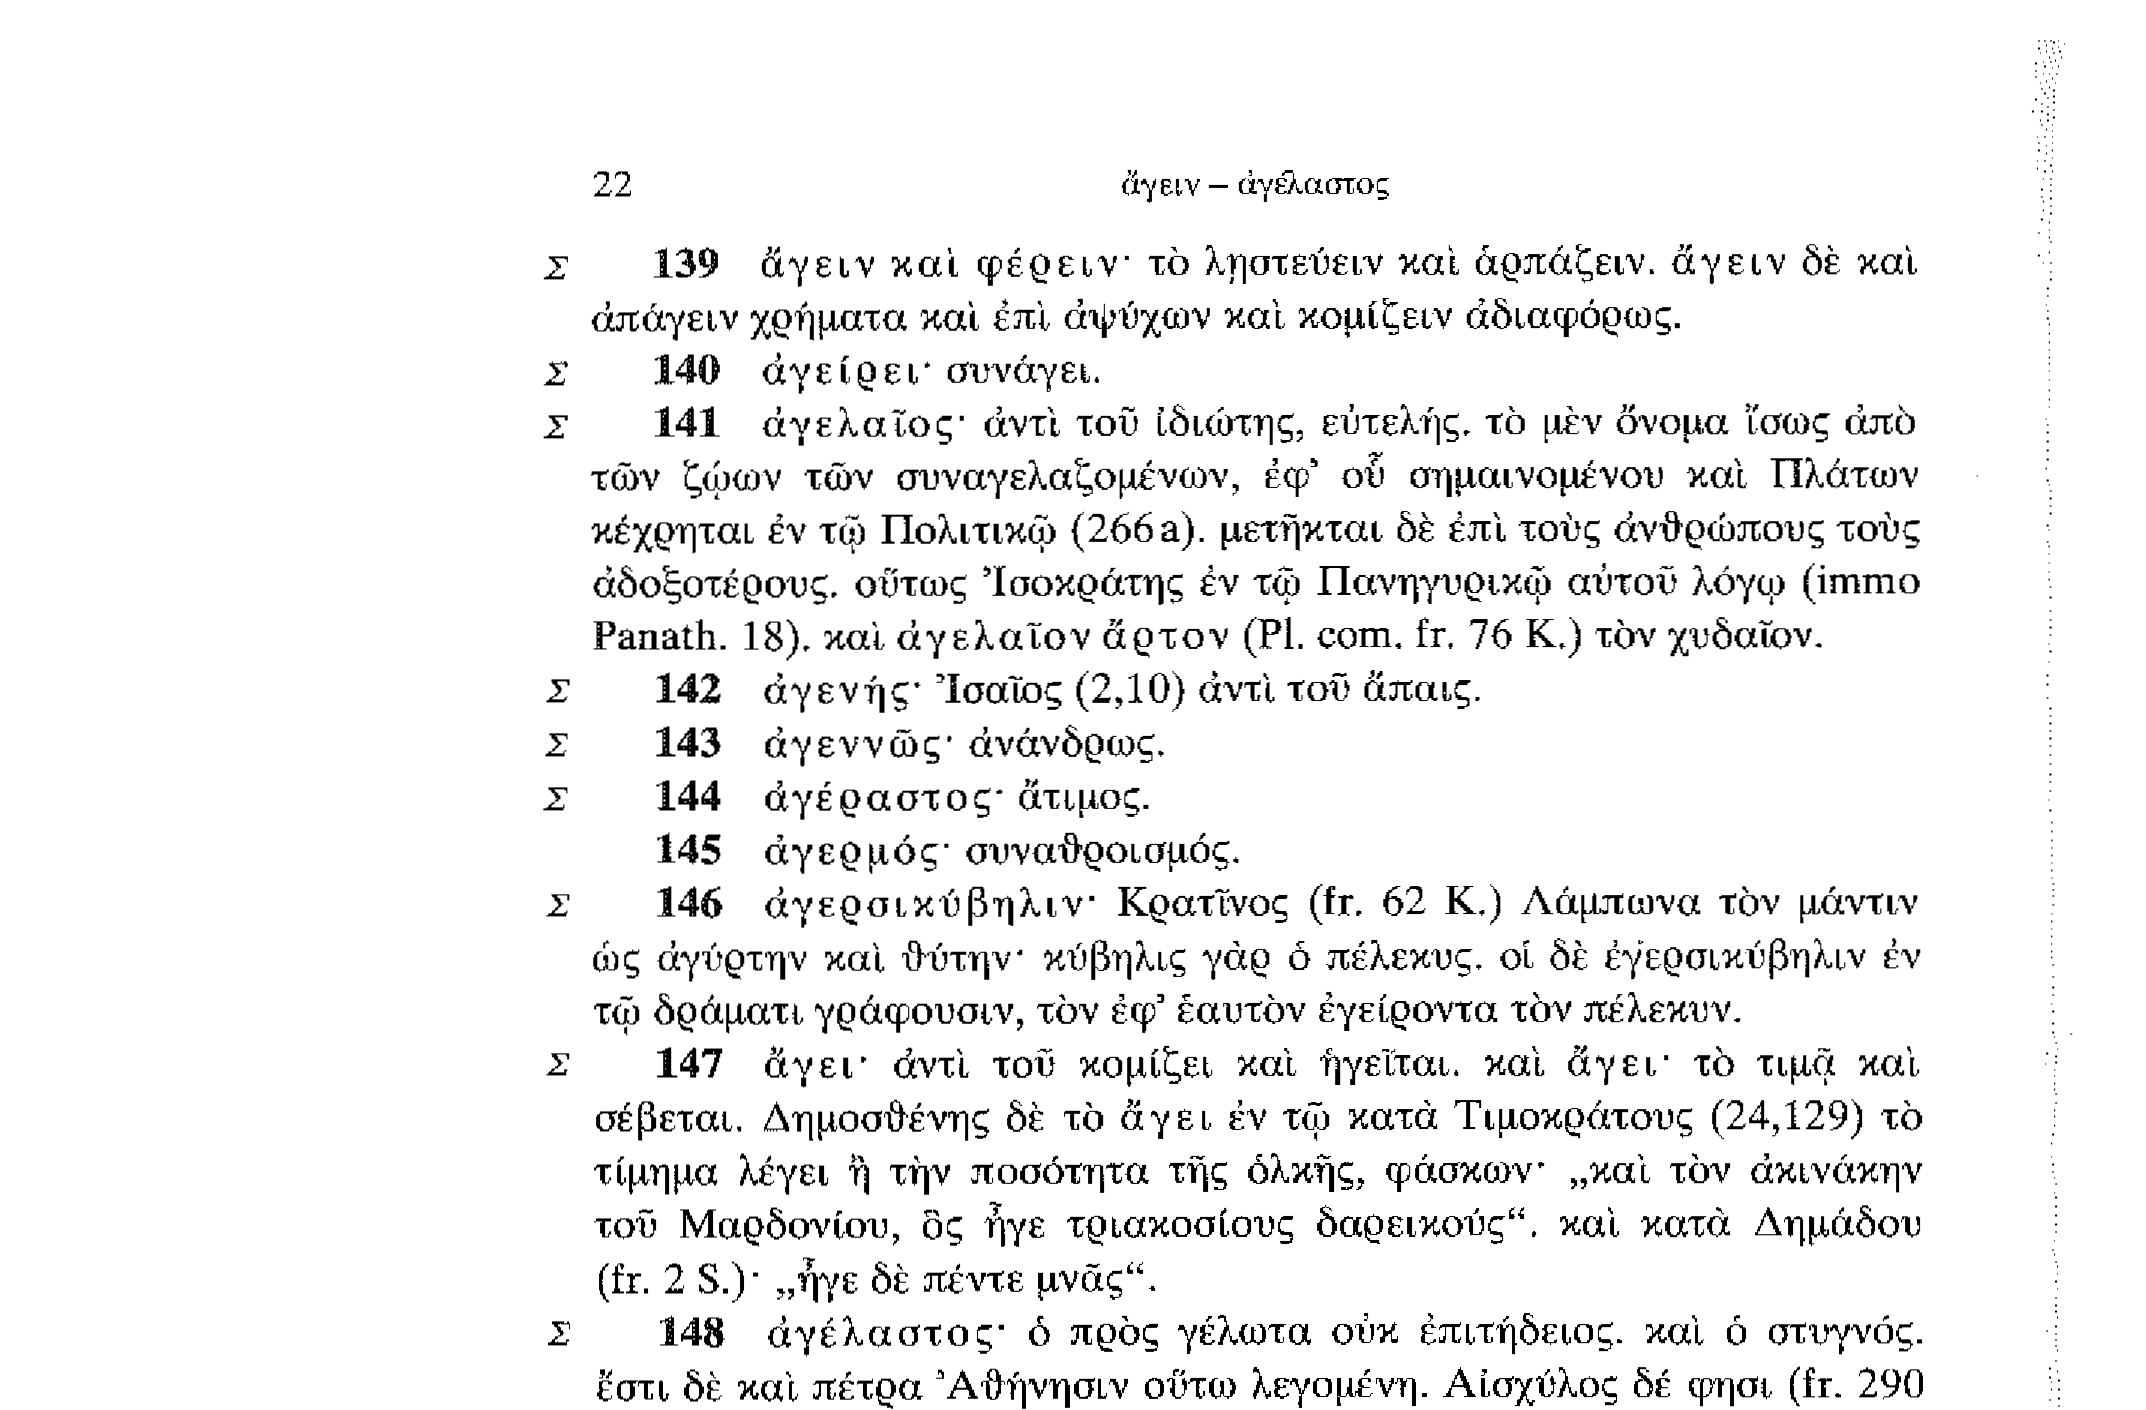 22 ἄγειν – ἀγέλαστος
Σ 139 ἄγειν καὶ φέρειν· τὸ λῃστεύειν καὶ ἁρπάζειν. ἄγειν δὲ καὶ
ἀπάγειν χρήματα καὶ ἐπὶ ἀψύχων καὶ κομίζειν ἀδιαφόρως.
Σ 140 ἀγείρει· συνάγει.
Σ 141 ἀγελαῖος· ἀντὶ τοῦ ἰδιώτης, εὐτελής. τὸ μὲν ὄνομα ἴσως ἀπὸ
τῶν ζῴων τῶν συναγελαζομένων, ἐφ’ οὗ σημαινομένου καὶ Πλάτων
κέχρηται ἐν τῷ Πολιτικῷ (266a). μετῆκται δὲ ἐπὶ τοὺς ἀνθρώπους τοὺς
ἀδοξοτέρους. οὕτως Ἰσοκράτης ἐν τῷ Πανηγυρικῷ αὐτοῦ λόγῳ (immo
Panath. 18). καὶ ἀγελαῖον ἄρτον (Pl. com. fr. 76 K.) τὸν χυδαῖον.
Σ 142 ἀγενής· Ἰσαῖος (2,10) ἀντὶ τοῦ ἄπαις.
Σ 143 ἀγεννῶς· ἀνάνδρως.
Σ 144 ἀγέραστος· ἄτιμος.
145 ἀγερμός· συναθροισμός.
Σ 146 ἀγερσικύβηλιν· Κρατῖνος (fr. 62 K.) Λάμπωνα τὸν μάντιν
ὡς ἀγύρτην καὶ θύτην· κύβηλις γὰρ ὁ πέλεκυς. οἱ δὲ ἐγερσικύβηλιν ἐν
τῷ δράματι γράφουσιν, τὸν ἐφ’ ἑαυτὸν ἐγείροντα τὸν πέλεκυν.
Σ 147 ἄγει· ἀντὶ τοῦ κομίζει καὶ ἡγεῖται. καὶ ἄγει· τὸ τιμᾷ καὶ
σέβεται. Δημοσθένης δὲ τὸ ἄγει ἐν τῷ κατὰ Τιμοκράτους (24,129) τὸ
τίμημα λέγει ἢ τὴν ποσότητα τῆς ὁλκῆς, φάσκων· „καὶ τὸν ἀκινάκην
τοῦ Μαρδονίου, ὃς ἦγε τριακοσίους δαρεικούς“. καὶ κατὰ Δημάδου
(fr. 2 S.)· „ἦγε δὲ πέντε μνᾶς“.
Σ 148 ἀγέλαστος· ὁ πρὸς γέλωτα οὐκ ἐπιτήδειος. καὶ ὁ στυγνός.
ἔστι δὲ καὶ πέτρα Ἀθήνησιν οὕτω λεγομένη. Αἰσχύλος δέ φησι (fr. 290